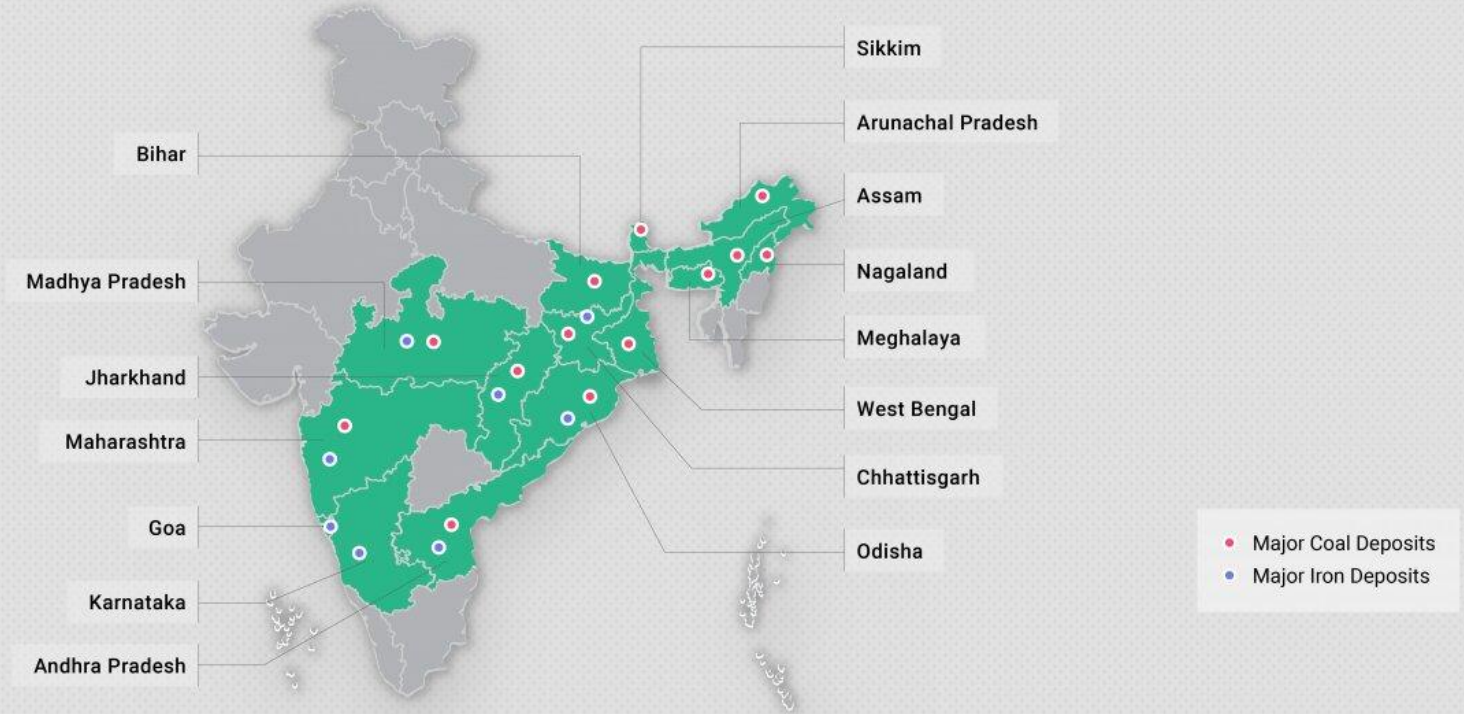 Sikkim
Arunachal Pradesh
Bihar
Assam
Nagaland
Madhya Pradesh
Meghalaya
Jharkhand
West Bengal
Maharashtra
Chhattisgarh
Goa
Odisha
Major Coal Deposits
Major Iron Deposits
Karnataka
Andhra Pradesh